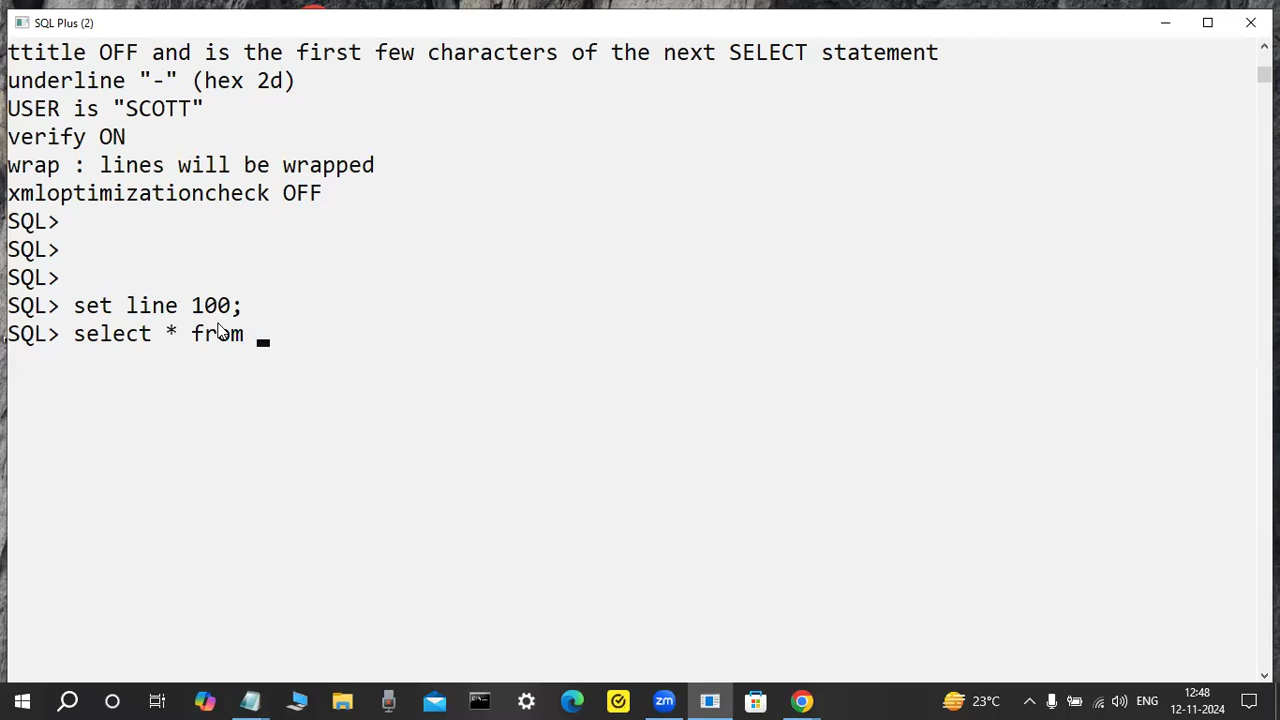 SQL Plus (2)
ttitle OFF and is the first few characters of the next SELECT statement
underline "-" (hex 2d)
USER is "SCOTT"
verify ON
wrap : lines will be wrapped
xmloptimizationcheck OFF
SQL>
SQL>
SQL>
SQL> set line 100;
SQL> select * from _
zm
23°C
ENG
12:48
12-11-2024